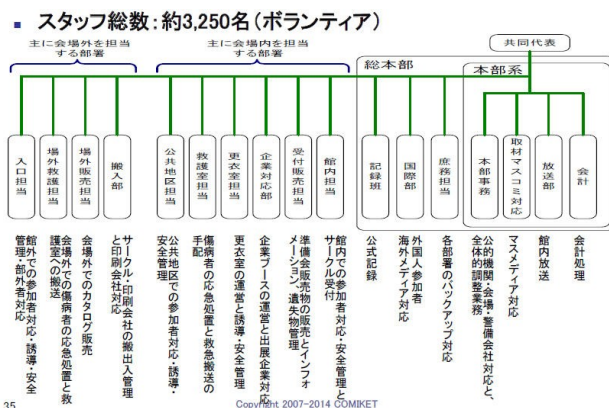 スタッフ総数：約3,250名（ボランティア）
主に会場外を担当
する部署
主に会場内を担当
する部署
共同代表
総本部
本部系
入口担当
場外救護担当
場外販売担当
搬入部
公共地区担当
救護室担当
更衣室担当
企業対応部
受付販売担当
館内担当
記録班
国際部
庶務担当
本部事務
取材マスコミ対応
放送部
会計
館外での参加者対応・誘導・安全
管理・部外者対応
会場外での傷病者の応急処置と救
護室への搬送
会場外でのカタログ販売
サークル・印刷会社の搬出入管理
と印刷会社対応
公共地区での参加者対応・誘導・
安全管理
傷病者の応急処置と救急搬送の
手配
更衣室の運営と誘導・安全管理
企業ブースの運営と出展企業対応
準備会販売物の販売とインフォ
メーション、遺失物管理
館内での参加者対応・安全管理と
サークル受付
公式記録
外国人参加者
海外メディア対応
各部署のバックアップ対応
公的機関・会場・警備会社対応と、
全体的調整業務
マスメディア対応
館内放送
会計処理
35
Copyright 2007-2014 COMIKET